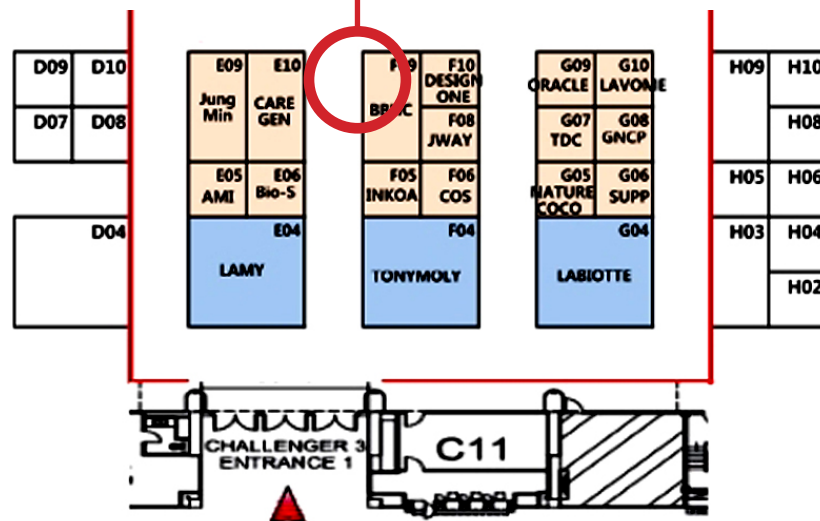 D09 D10 E09 E10 F09 F10 G09 G10 H09 H10
Jung
Min
CARE
GEN
DESIGN
ONE
ORACLE LAVONIE
D07 D08 F08 G07 G08 H08
JWAY TDC GNCP
E05 E06 F05 F06 G05 G06 H05 H06
AMI Bio-S INKOA COS
NATURE
COCO
SUPP
D04 E04 F04 G04 H03 H04
LAMY TONYMOLY LABIOTTE
H02
CHALLENGER 3
ENTRANCE 1
C11